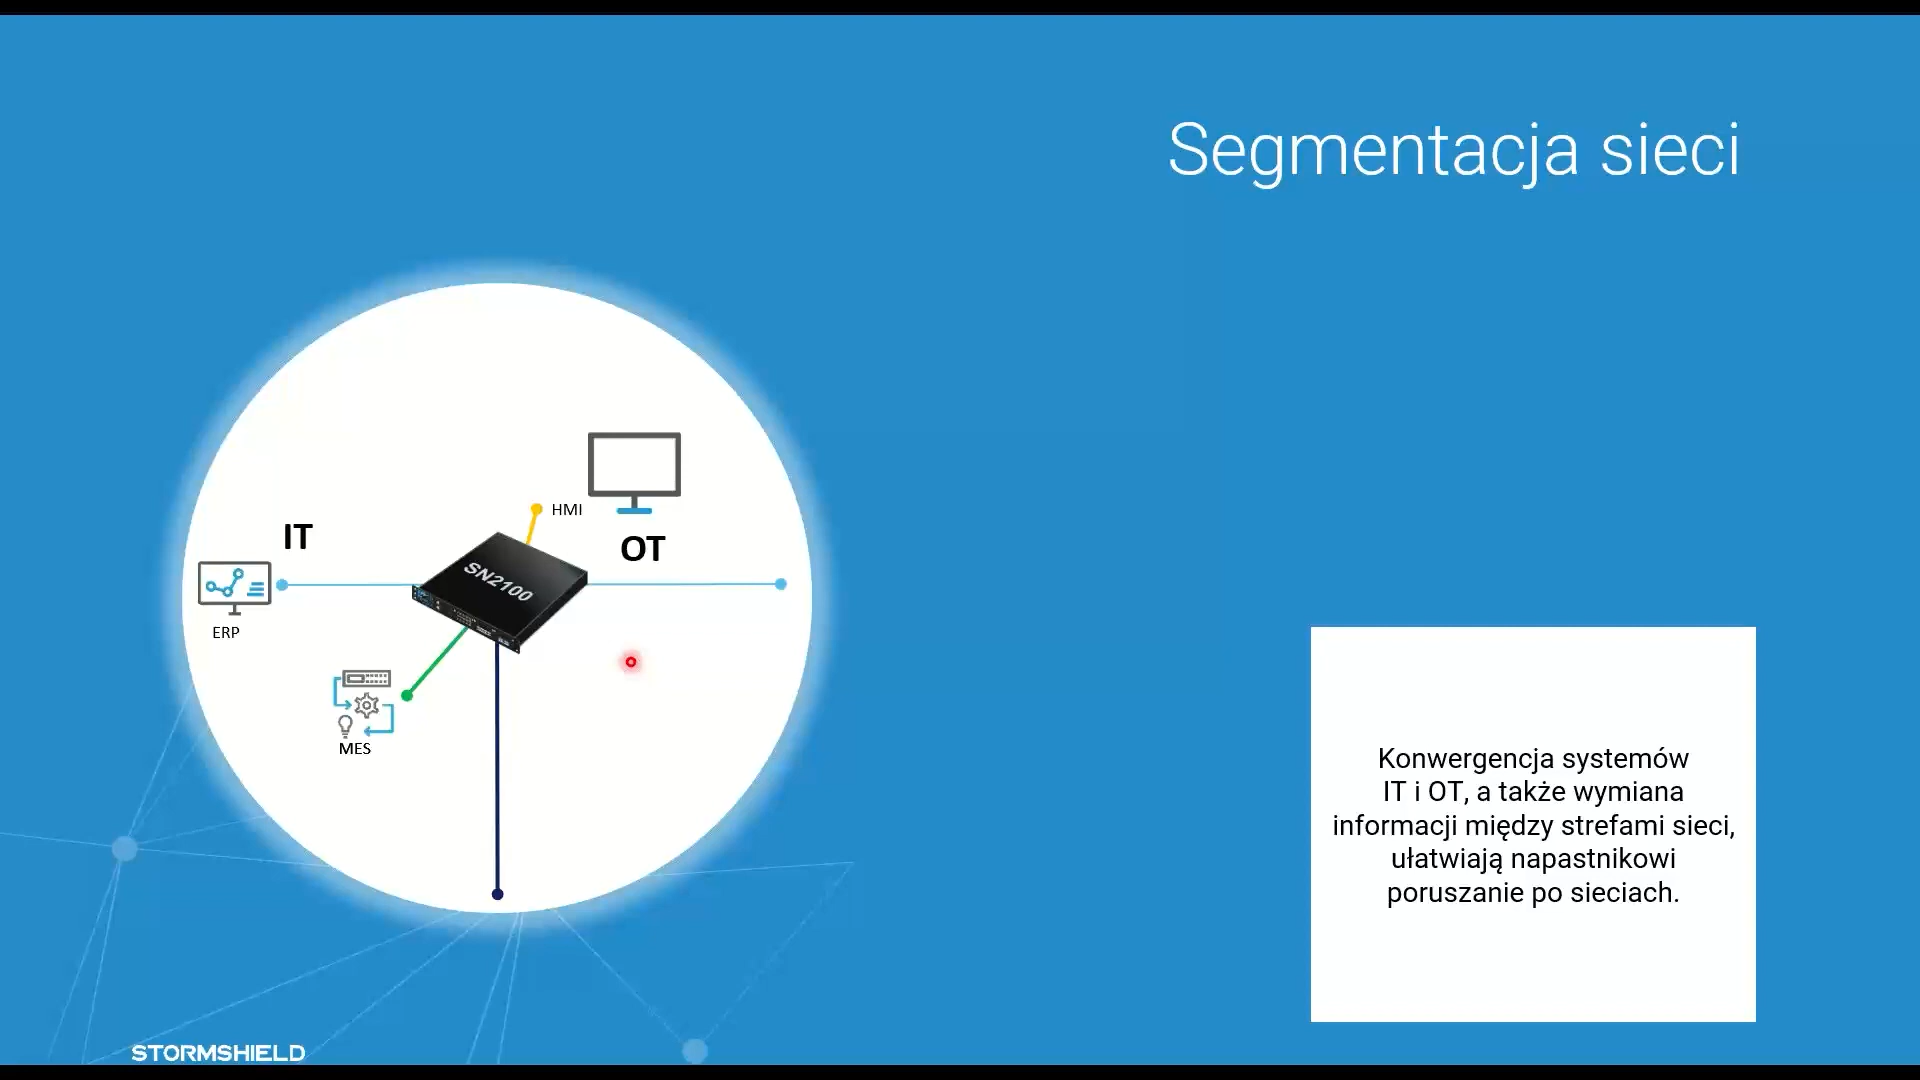 Segmentacja sieci
HMI
IT
OT
SN2100
ERP
MES
Konwergencja systemów
IT i OT, a także wymiana
informacji między strefami sieci,
ułatwiają napastnikowi
poruszanie po sieciach.
STORMSHIELD